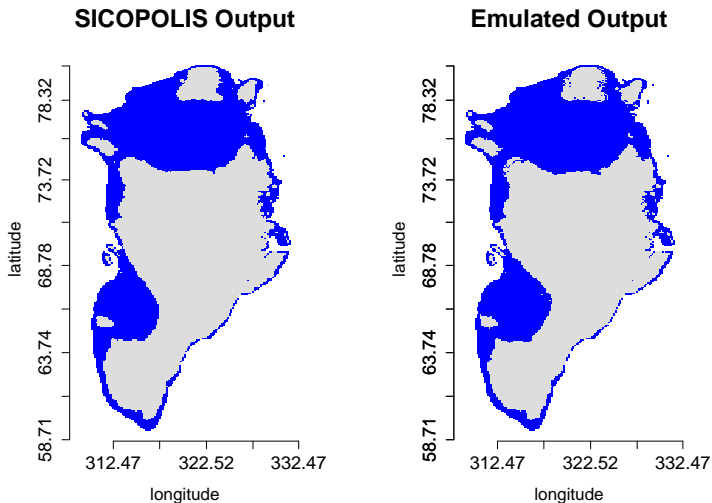 SICOPOLIS Output
Emulated Output
78.32
73.72
68.78
63.74
58.71
latitude
312.47
322.52
332.47
longitude
78.32
73.72
68.78
63.74
58.71
latitude
312.47
322.52
332.47
longitude